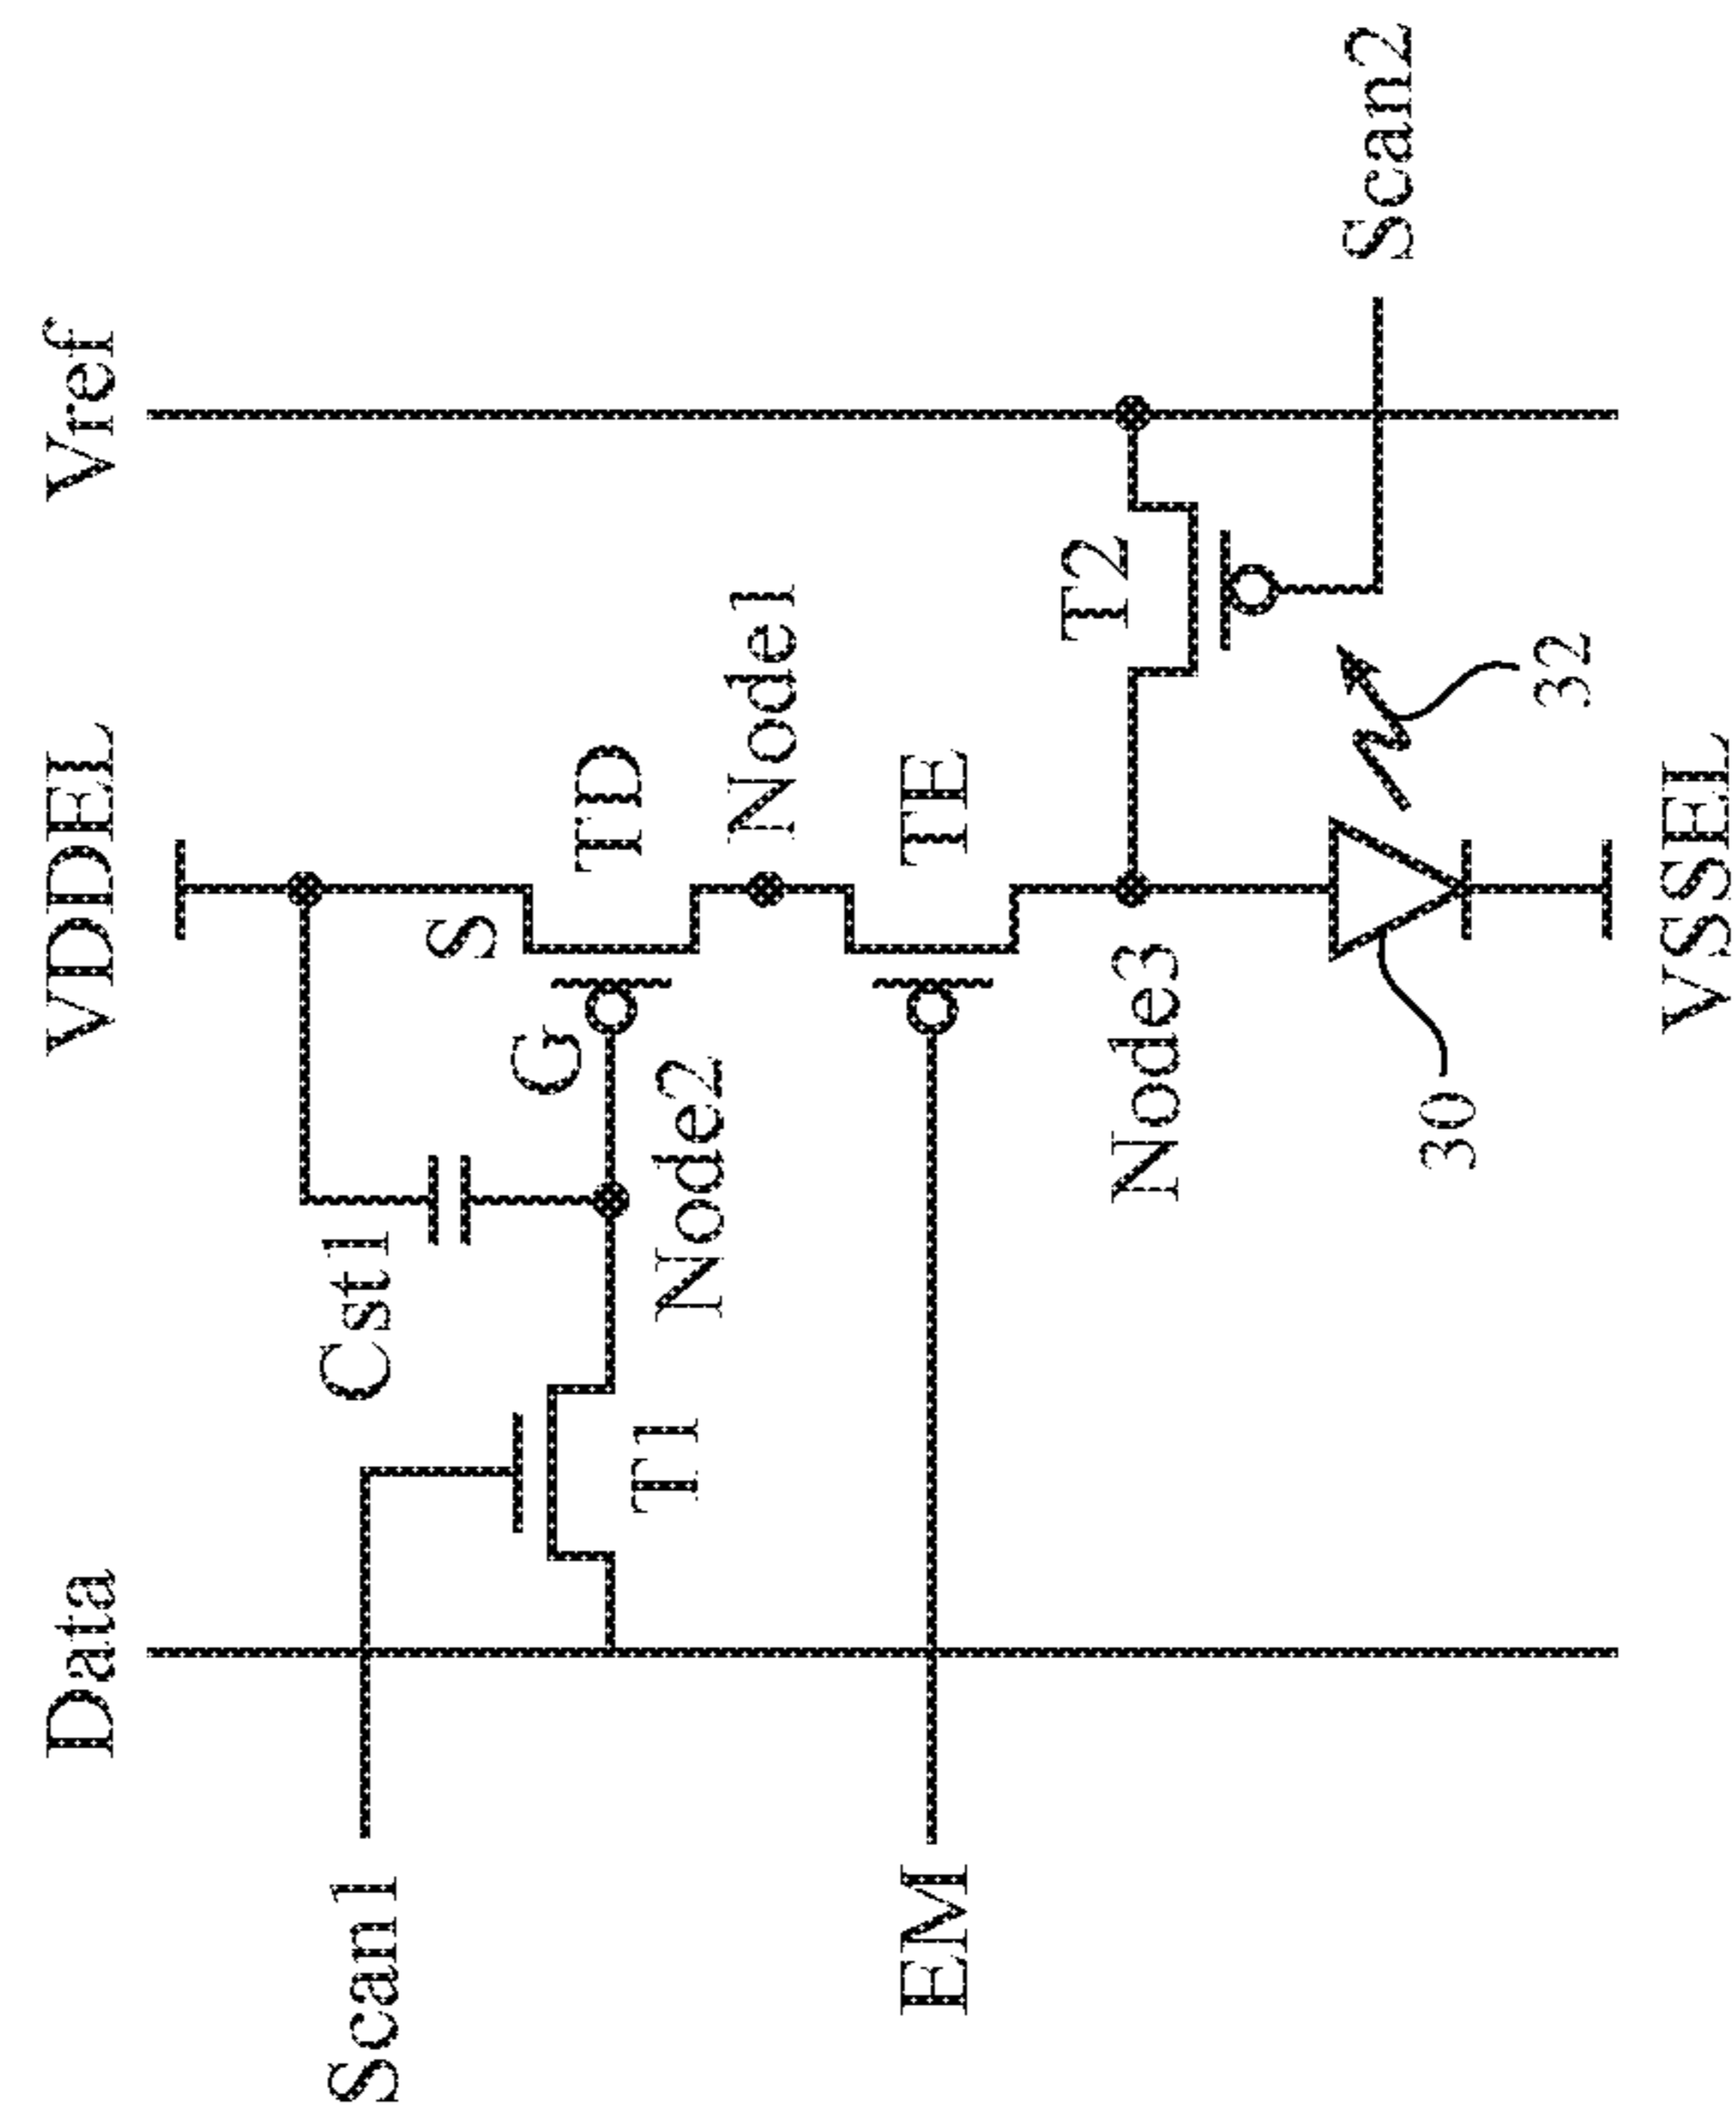 Data
VDDEL
Vref
Scan1
Cst1
S
TD
G
Node2
T1
Node1
TE
EM
T2
Node3
Scan2
30
32
VSSEL